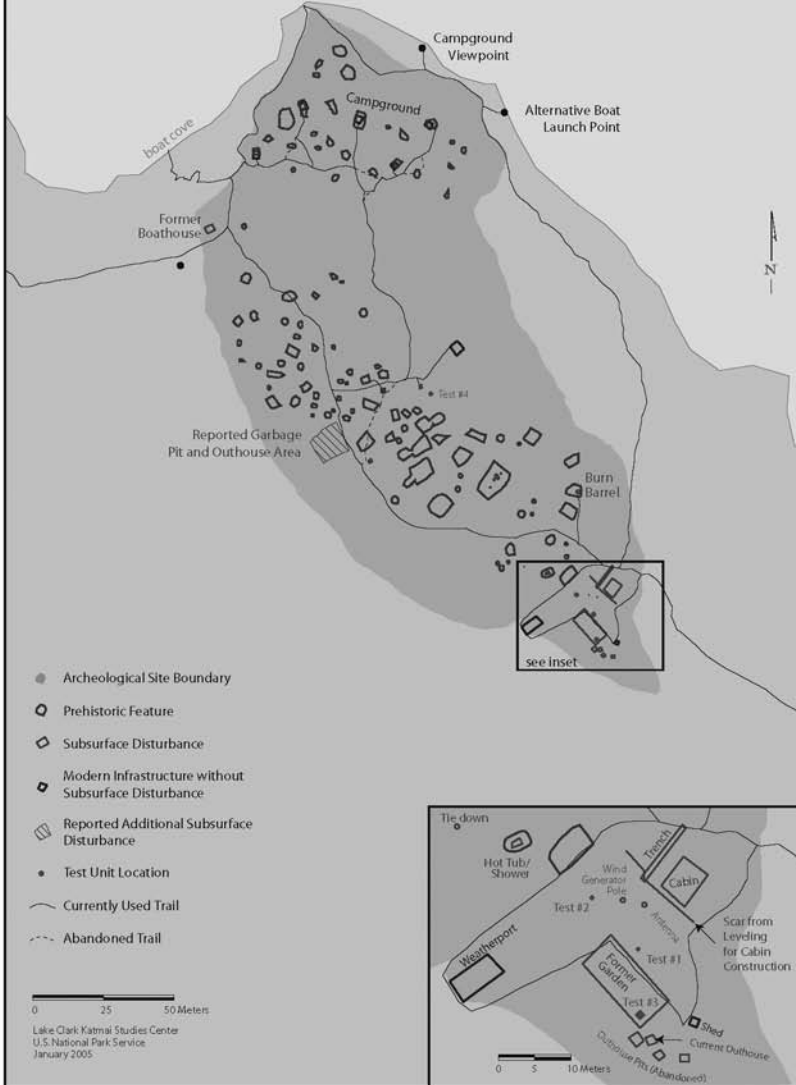 Campground
Viewpoint
Campground
Alternative Boat
Launch Point
boat cove
Former
Boathouse
N
Test #4
Reported Garbage
Pit and Outhouse Area
Burn
Barrel
see inset
Archeological Site Boundary
Prehistoric Feature
Subsurface Disturbance
Modern Infrastructure without
Subsurface Disturbance
Reported Additional Subsurface
Disturbance
Test Unit Location
Currently Used Trail
Abandoned Trail
0 25 50 Meters
Lake Clark Katmai Studies Center
U.S. National Park Service
January 2005
Tie down
Hot Tub/
Shower
Trench
Wind
Generator
Pole
Cabin
Test #2
Antenna
Scar from
Leveling
for Cabin
Construction
Weatherport
Test #1
Former
Garden
Test #3
Shed
Current Outhouse
Outhouse Pits (Abandoned)
0 5 10 Meters